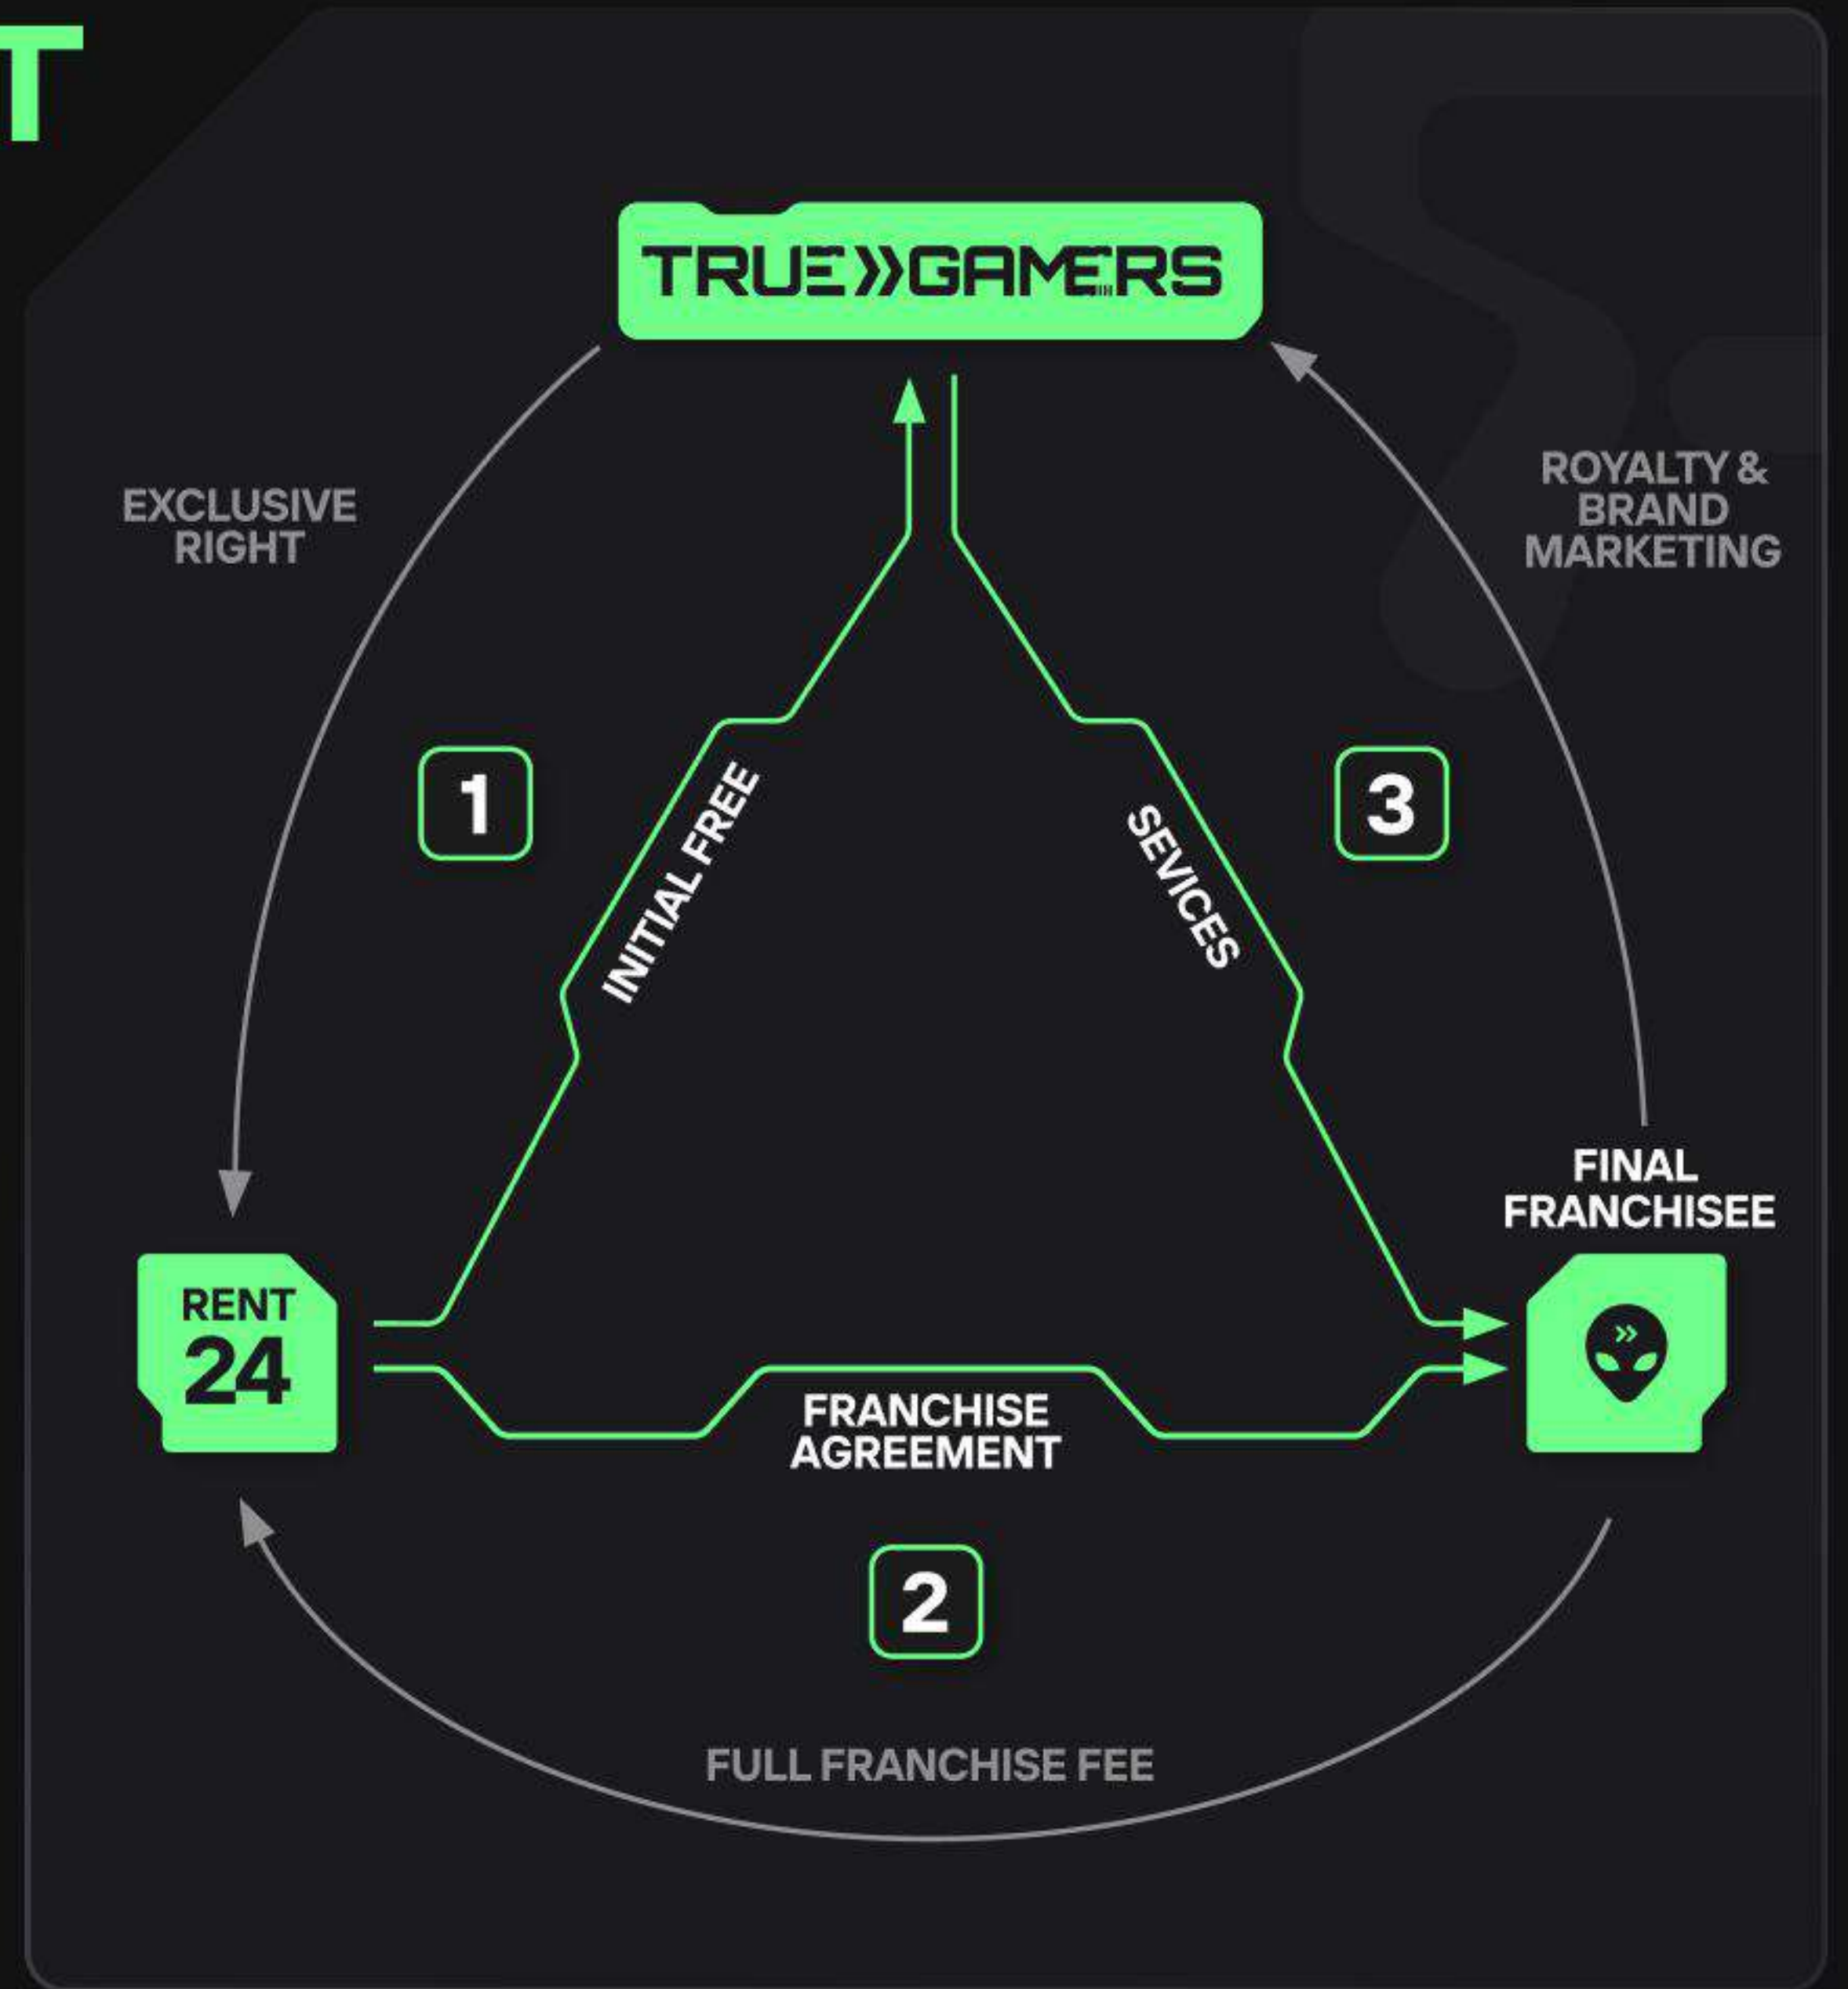 T
TRUE»GAMERS
EXCLUSIVE
RIGHT
ROYALTY &
BRAND
MARKETING
1
3
INITIAL FREE
SEVICES
FINAL
FRANCHISEE
RENT
24
FRANCHISE
AGREEMENT
2
FULL FRANCHISE FEE